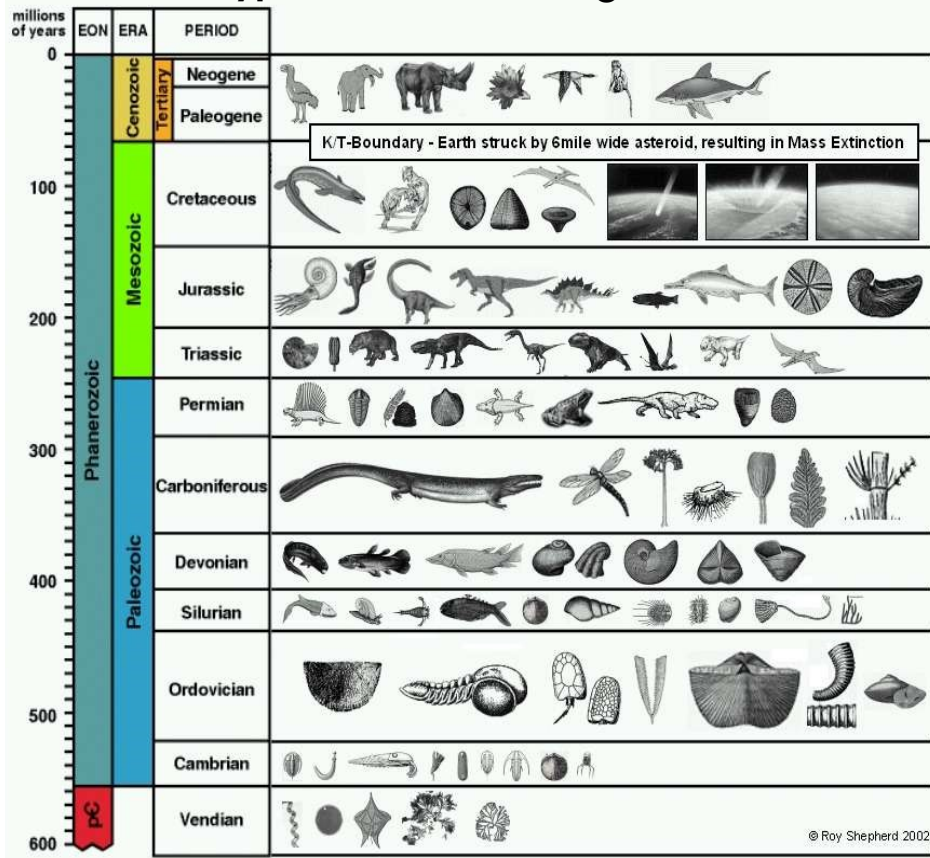 millions
of years
EON
ERA
PERIOD
0
100
200
300
400
500
600
Phanerozoic
pЄ
Cenozoic
Mesozoic
Paleozoic
Tertiary
Neogene
Paleogene
K/T-Boundary - Earth struck by 6mile wide asteroid, resulting in Mass Extinction
Cretaceous
Jurassic
Triassic
Permian
Carboniferous
Devonian
Silurian
Ordovician
Cambrian
Vendian
© Roy Shepherd 2002